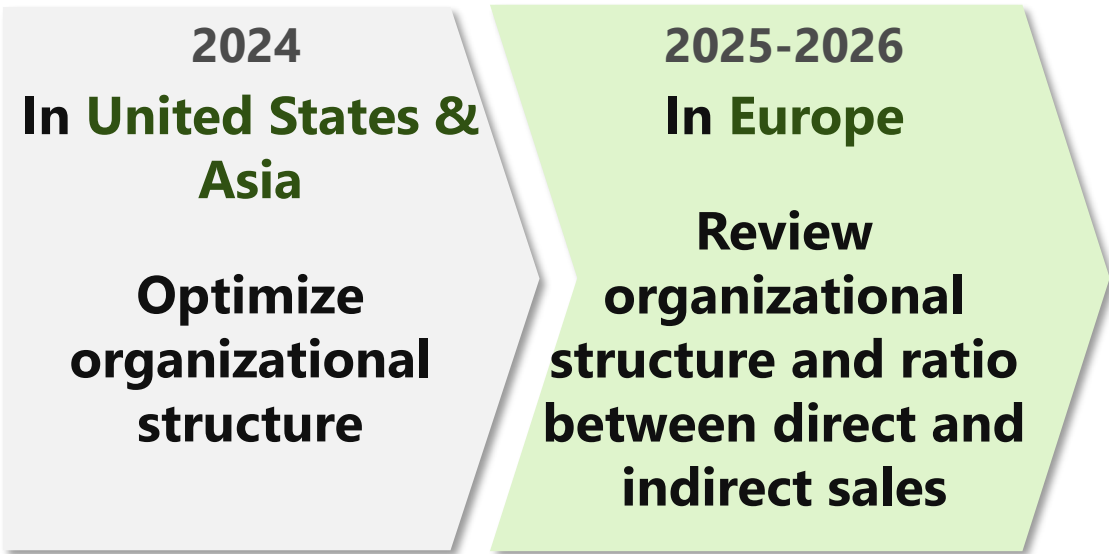 2024
In United States &
Asia
Optimize
organizational
structure
2025-2026
In Europe
Review
organizational
structure and ratio
between direct and
indirect sales